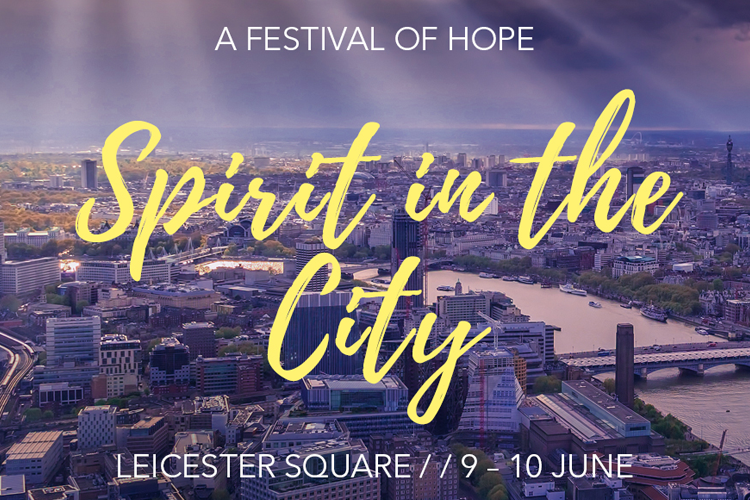 A FESTIVAL OF HOPE
Spirit in the
City
LEICESTER SQUARE // 9 – 10 JUNE